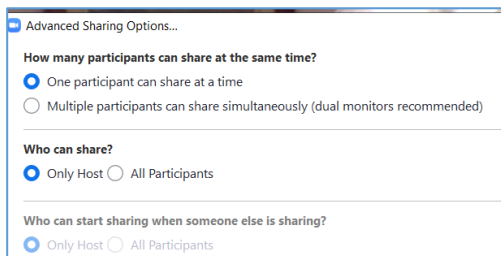 Advanced Sharing Options...
How many participants can share at the same time?
One participant can share at a time
Multiple participants can share simultaneously (dual monitors recommended)
Who can share?
Only Host All Participants
Who can start sharing when someone else is sharing?
Only Host All Participants